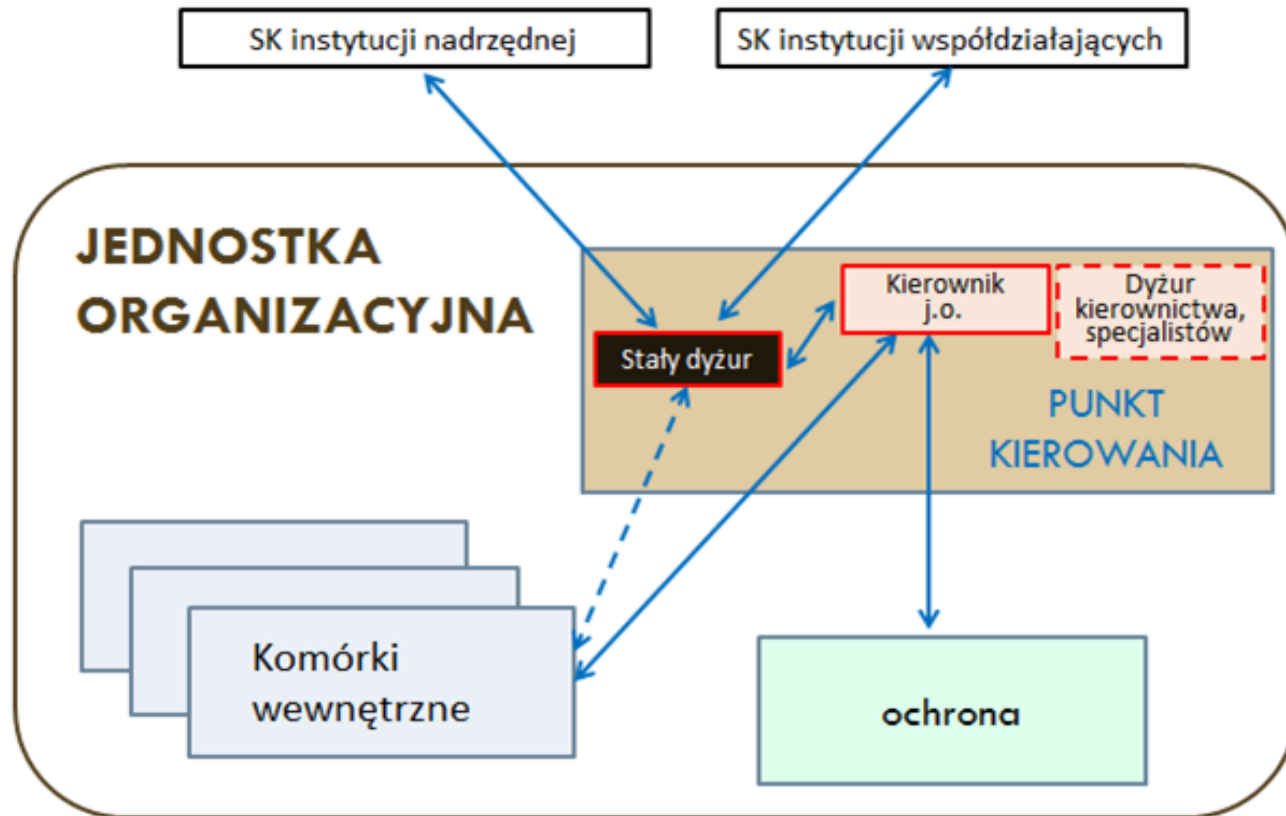 SK instytucji nadrzędnej
SK instytucji współdziałających
JEDNOSTKA
ORGANIZACYJNA
Kierownik
j.o.
Dyżur
kierownictwa,
specjalistów
Stały dyżur
PUNKT
KIEROWANIA
Komórki
wewnętrzne
ochrona